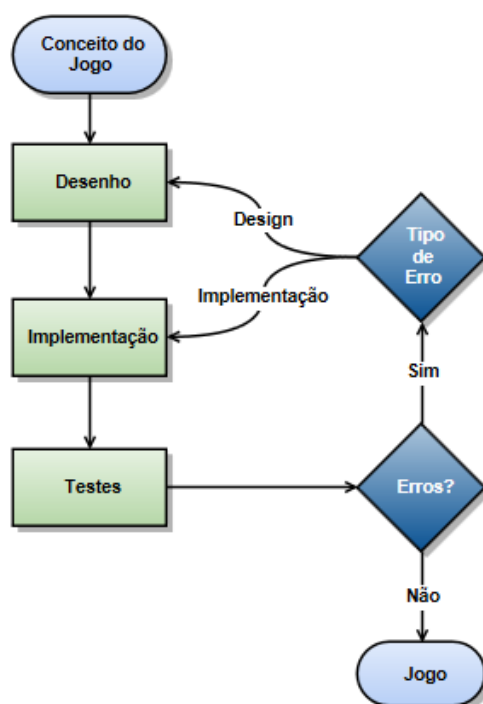 Conceito do
Jogo
Desenho
Design
Tipo
de
Erro
Implementação
Implementação
Sim
Testes
Erros?
Não
Jogo